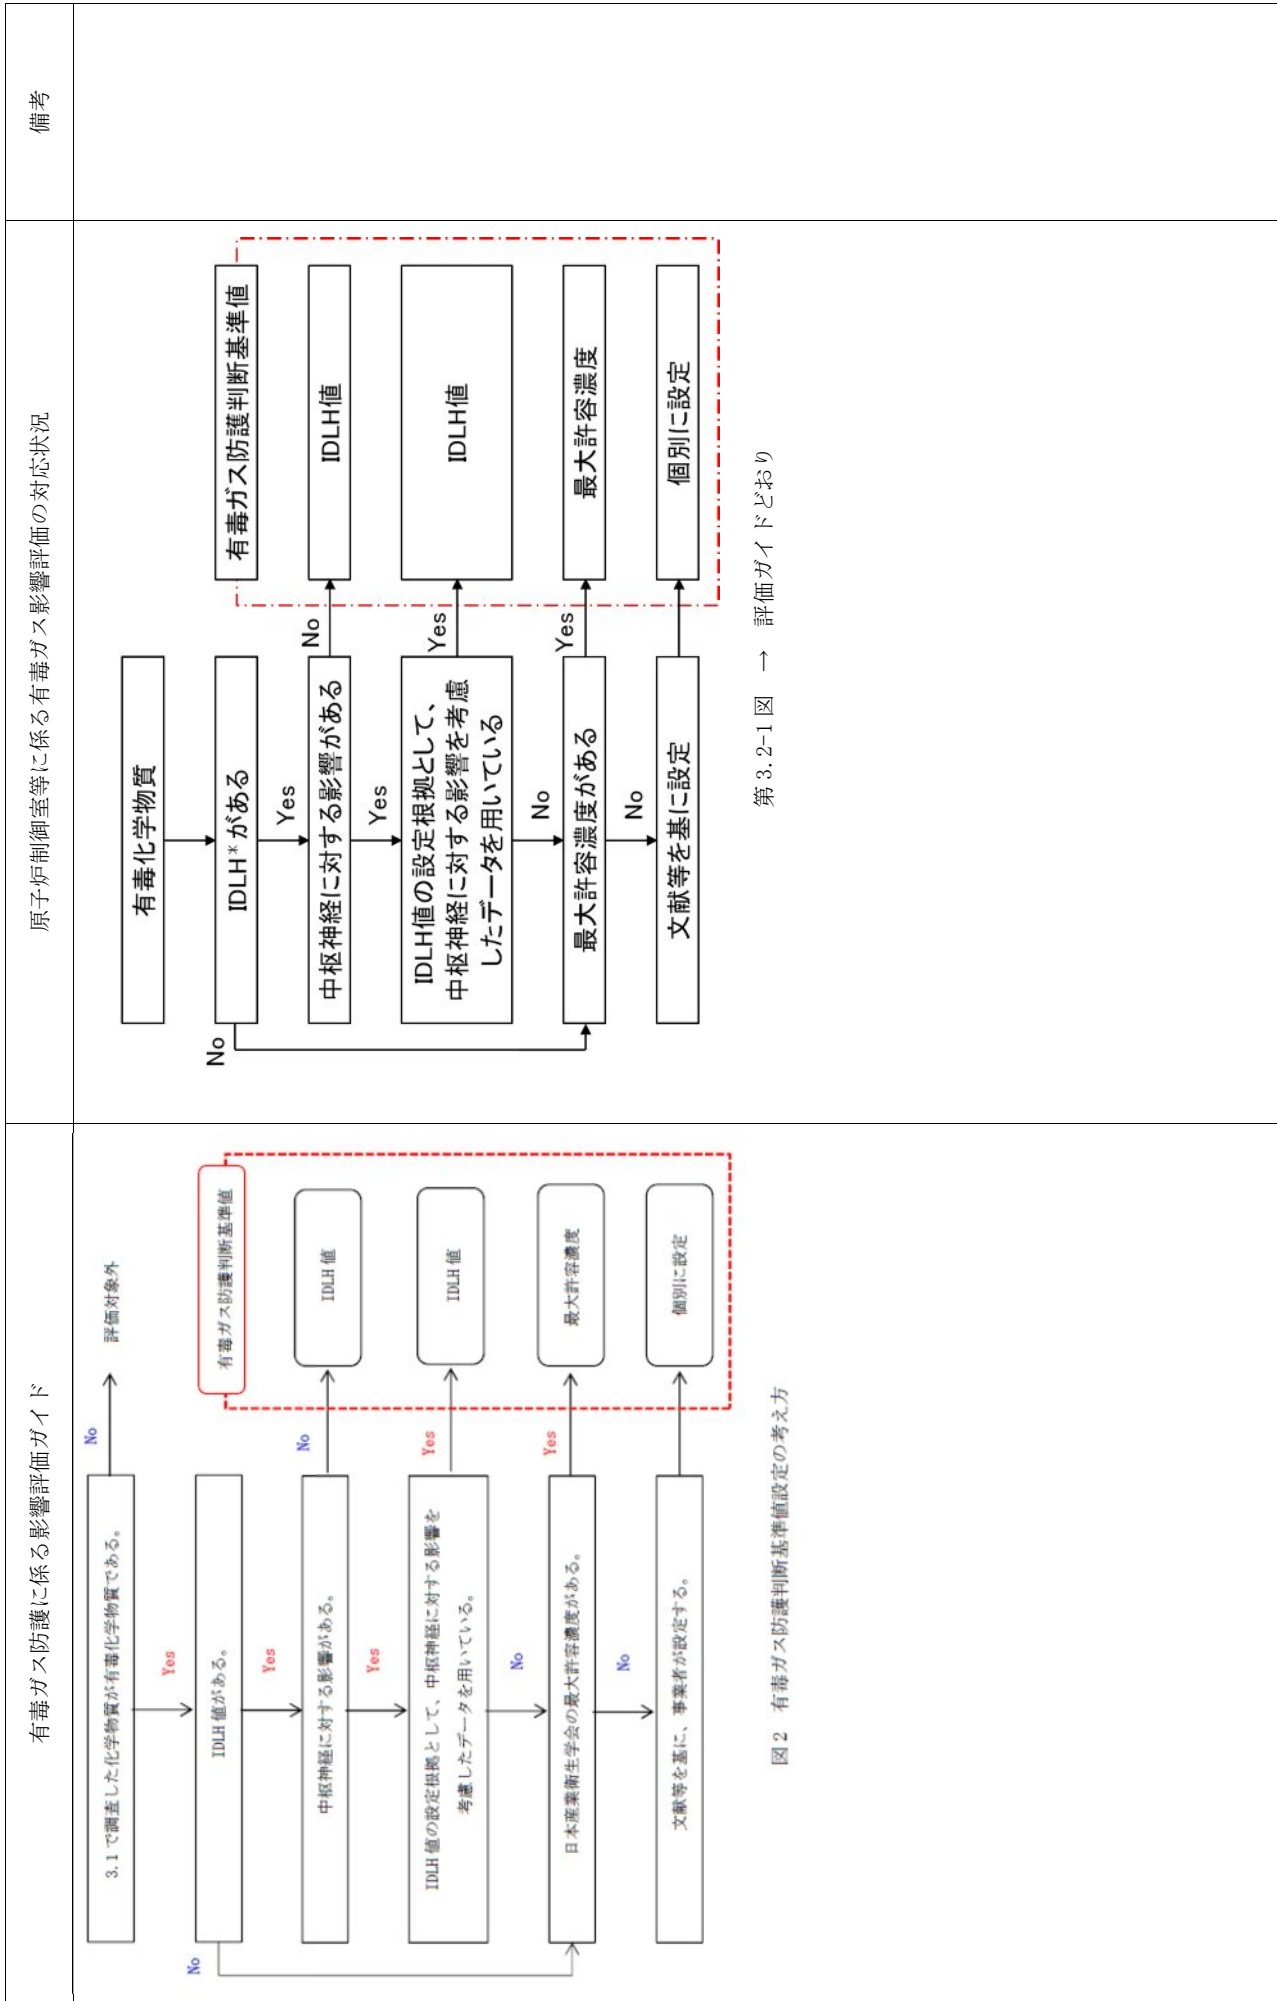 有毒ガス防護に係る影響評価ガイド
原子炉制御室等に係る有毒ガス影響評価の対応状況
備考
3.1で調査した化学物質が有毒化学物質である。
No
評価対象外
Yes
有毒ガス防護判断基準値
IDLH 値がある。
No
Yes
中枢神経に対する影響がある。
No
IDLH 値
Yes
IDLH 値の設定根拠として、中枢神経に対する影響を
考慮したデータを用いている。
Yes
IDLH 値
No
日本産業衛生学会の最大許容濃度がある。
Yes
最大許容濃度
No
文献等を基に、事業者が設定する。
個別に設定
図2 有毒ガス防護判断基準値設定の考え方
有毒化学物質
有毒ガス防護判断基準値
IDLH*がある
No
Yes
中枢神経に対する影響がある
No
IDLH値
Yes
IDLH値の設定根拠として、
中枢神経に対する影響を考慮
したデータを用いている
Yes
IDLH値
No
最大許容濃度がある
Yes
最大許容濃度
No
文献等を基に設定
個別に設定
第 3.2-1 図 → 評価ガイドどおり